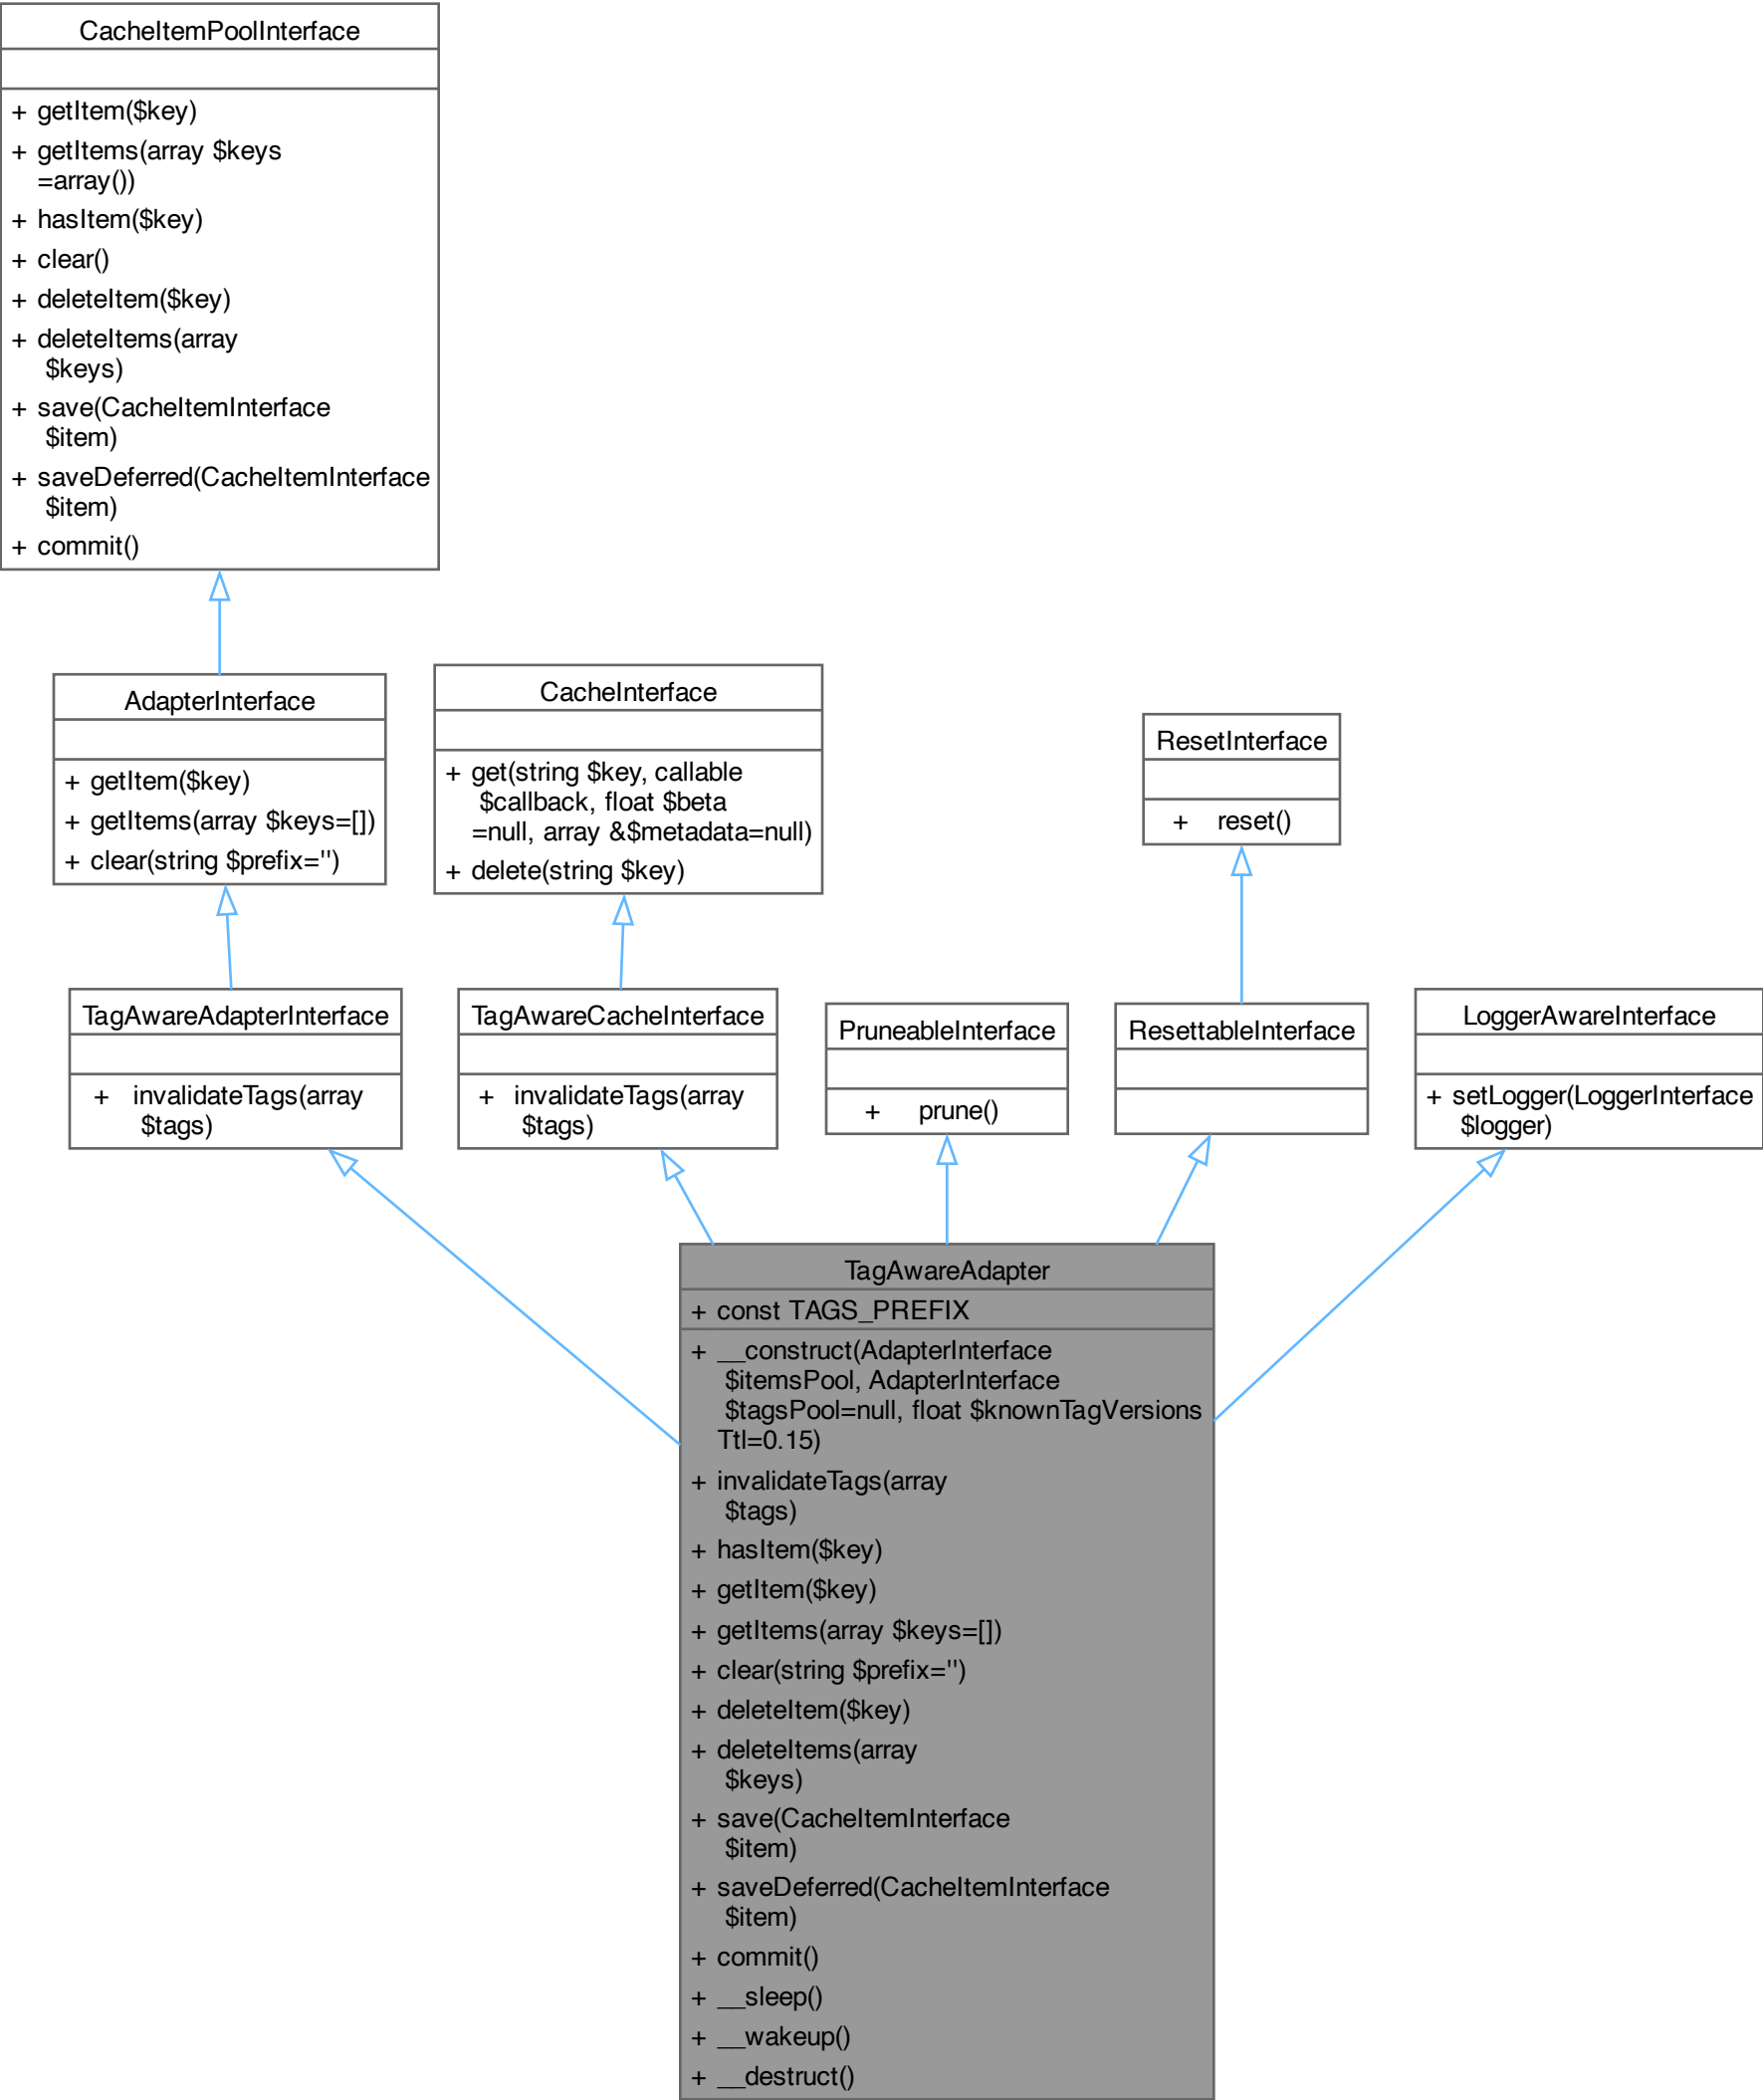 CacheItemPoolInterface
+ getItem($key)
+ getItems(array $keys
=array())
+ hasItem($key)
+ clear()
+ deleteItem($key)
+ deleteItems(array
$keys)
+ save(CacheItemInterface
$item)
+ saveDeferred(CacheItemInterface
$item)
+ commit()
AdapterInterface
+ getItem($key)
+ getItems(array $keys=[])
+ clear(string $prefix='')
CacheInterface
+ get(string $key, callable
$callback, float $beta
=null, array &$metadata=null)
+ delete(string $key)
ResetInterface
+ reset()
TagAwareAdapterInterface
+ invalidateTags(array
$tags)
TagAwareCacheInterface
+ invalidateTags(array
$tags)
PruneableInterface
+ prune()
ResettableInterface
LoggerAwareInterface
+ setLogger(LoggerInterface
$logger)
TagAwareAdapter
+ const TAGS_PREFIX
+ __construct(AdapterInterface
$itemsPool, AdapterInterface
$tagsPool=null, float $knownTagVersions
Ttl=0.15)
+ invalidateTags(array
$tags)
+ hasItem($key)
+ getItem($key)
+ getItems(array $keys=[])
+ clear(string $prefix='')
+ deleteItem($key)
+ deleteItems(array
$keys)
+ save(CacheItemInterface
$item)
+ saveDeferred(CacheItemInterface
$item)
+ commit()
+ __sleep()
+ __wakeup()
+ __destruct()